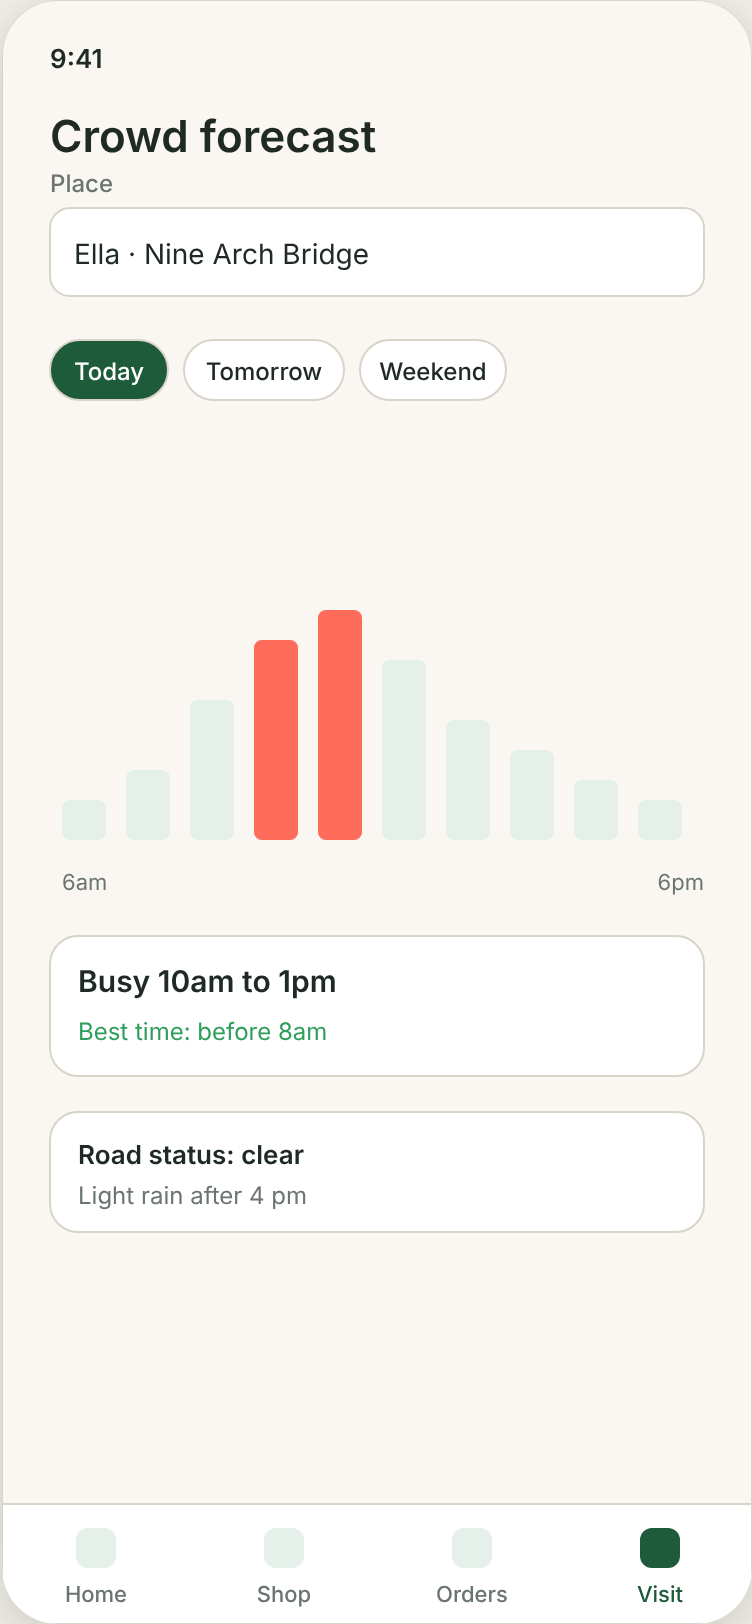 9:41
Crowd forecast
Place
Ella · Nine Arch Bridge
Today Tomorrow Weekend
6am 6pm
Busy 10am to 1pm
Best time: before 8am
Road status: clear
Light rain after 4 pm
Home Shop Orders Visit